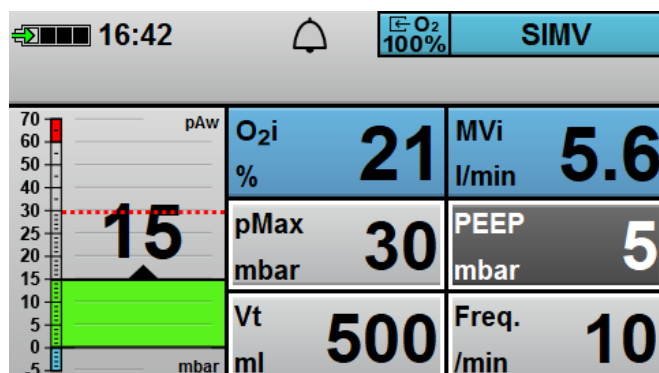 16:42
O₂
100%
SIMV
70
60
50
40
30
25
20
15
10
5
0
-5
pAw
15
mbar
O₂i
%
21
MVi
l/min
5.6
pMax
mbar
30
PEEP
mbar
5
Vt
ml
500
Freq.
/min
10